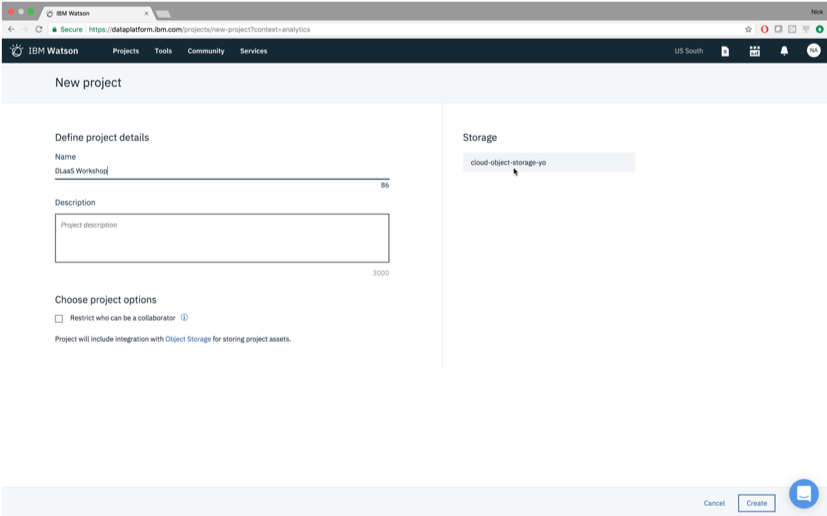 IBM Watson
Nick
Secure https://dataplatform.ibm.com/projects/new-project?context=analytics
IBM Watson Projects Tools Community Services US South NA
New project
Define project details
Storage
Name
cloud-object-storage-yo
DLaaS Workshop
86
Description
Project description
3000
Choose project options
Restrict who can be a collaborator
Project will include integration with Object Storage for storing project assets.
Cancel Create